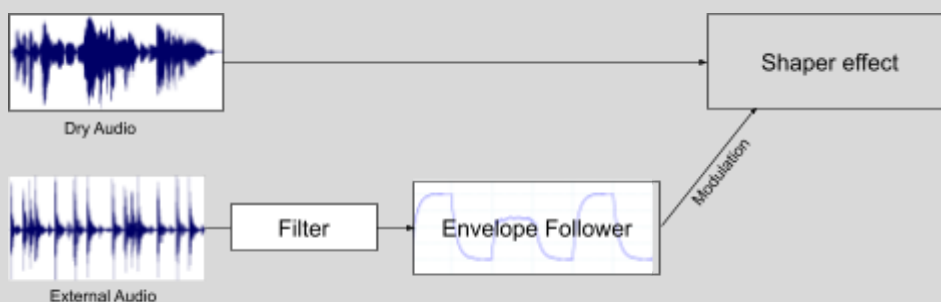 Dry Audio
Shaper effect
Modulation
Filter
Envelope Follower
External Audio